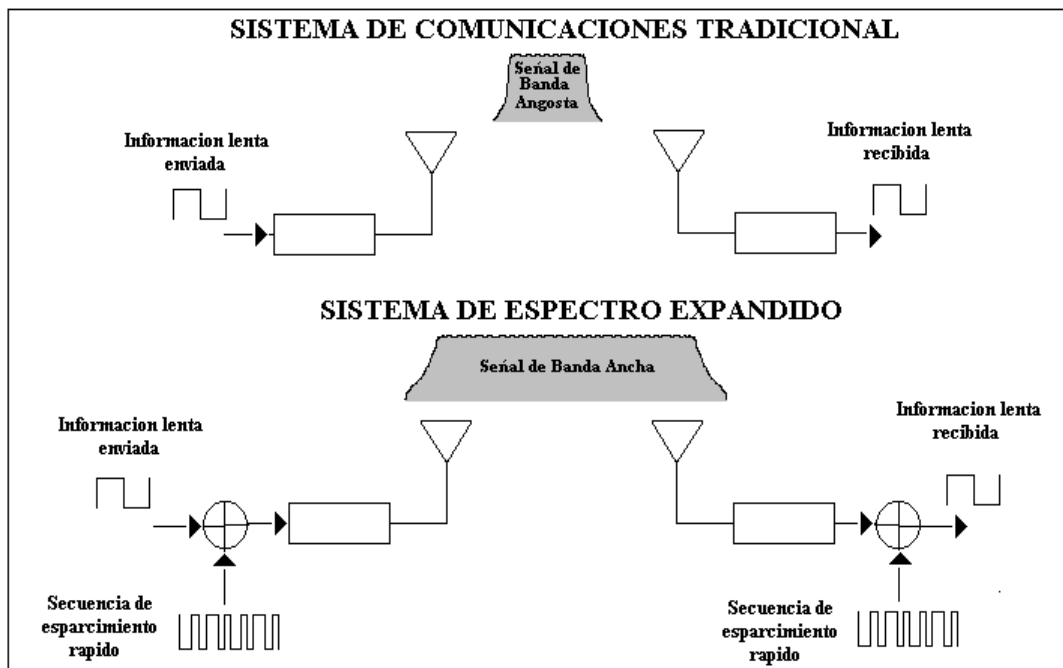 SISTEMA DE COMUNICACIONES TRADICIONAL
Señal de
Banda
Angosta
Informacion lenta
enviada
Informacion lenta
recibida
SISTEMA DE ESPECTRO EXPANDIDO
Señal de Banda Ancha
Informacion lenta
enviada
Informacion lenta
recibida
Secuencia de
esparcimiento
rapido
Secuencia de
esparcimiento
rapido